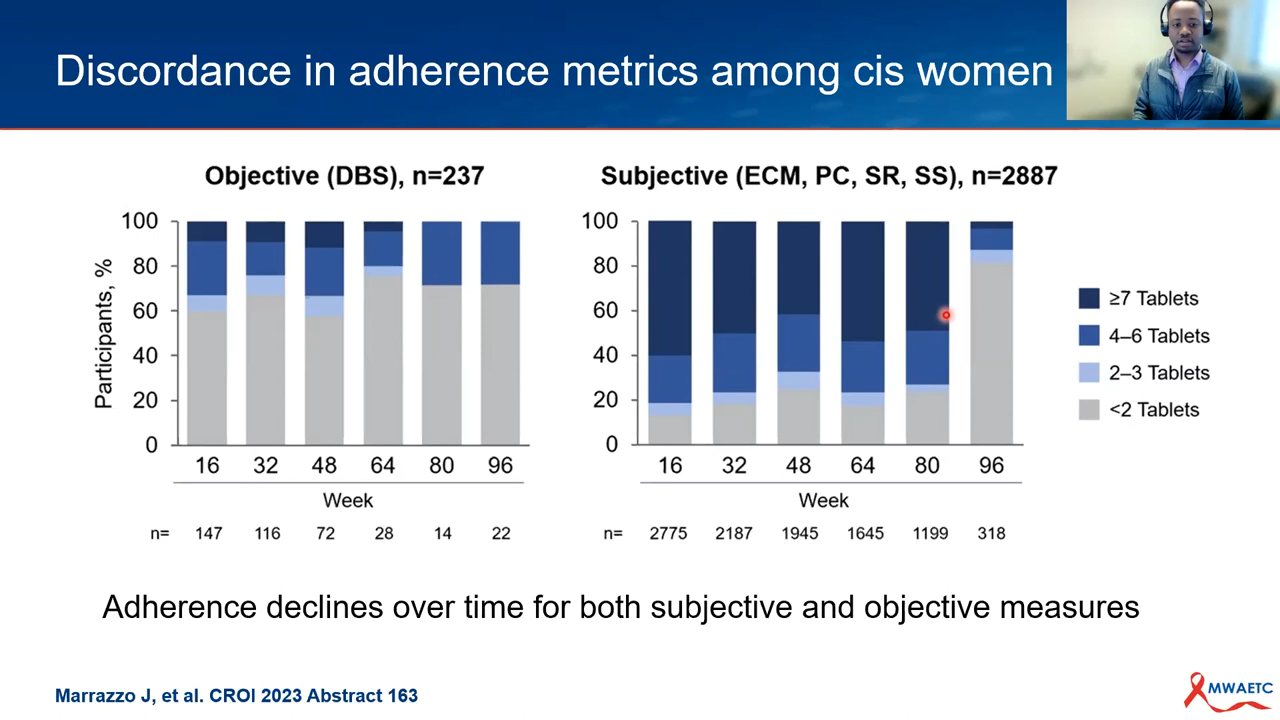 Discordance in adherence metrics among cis women
Objective (DBS), n=237
Participants, %
100
80
60
40
20
0
16 32 48 64 80 96
Week
n= 147 116 72 28 14 22
Subjective (ECM, PC, SR, SS), n=2887
100
80
60
40
20
0
16 32 48 64 80 96
Week
n= 2775 2187 1945 1645 1199 318
≥7 Tablets
4–6 Tablets
2–3 Tablets
<2 Tablets
Adherence declines over time for both subjective and objective measures
Marrazzo J, et al. CROI 2023 Abstract 163
MWAETC